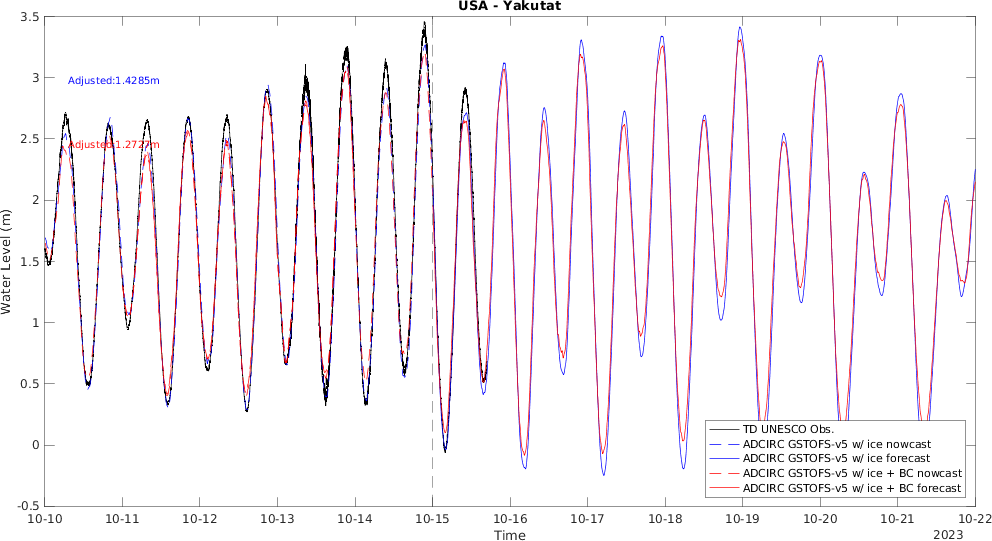 USA - Yakutat
3.5
3
2.5
2
1.5
1
0.5
0
-0.5
Water Level (m)
Adjusted:1.4285m
Adjusted:1.2727m
TD UNESCO Obs.
ADCIRC GSTOFS-v5 w/ ice nowcast
ADCIRC GSTOFS-v5 w/ ice forecast
ADCIRC GSTOFS-v5 w/ ice + BC nowcast
ADCIRC GSTOFS-v5 w/ ice + BC forecast
10-10 10-11 10-12 10-13 10-14 10-15 10-16 10-17 10-18 10-19 10-20 10-21 10-22
Time
2023